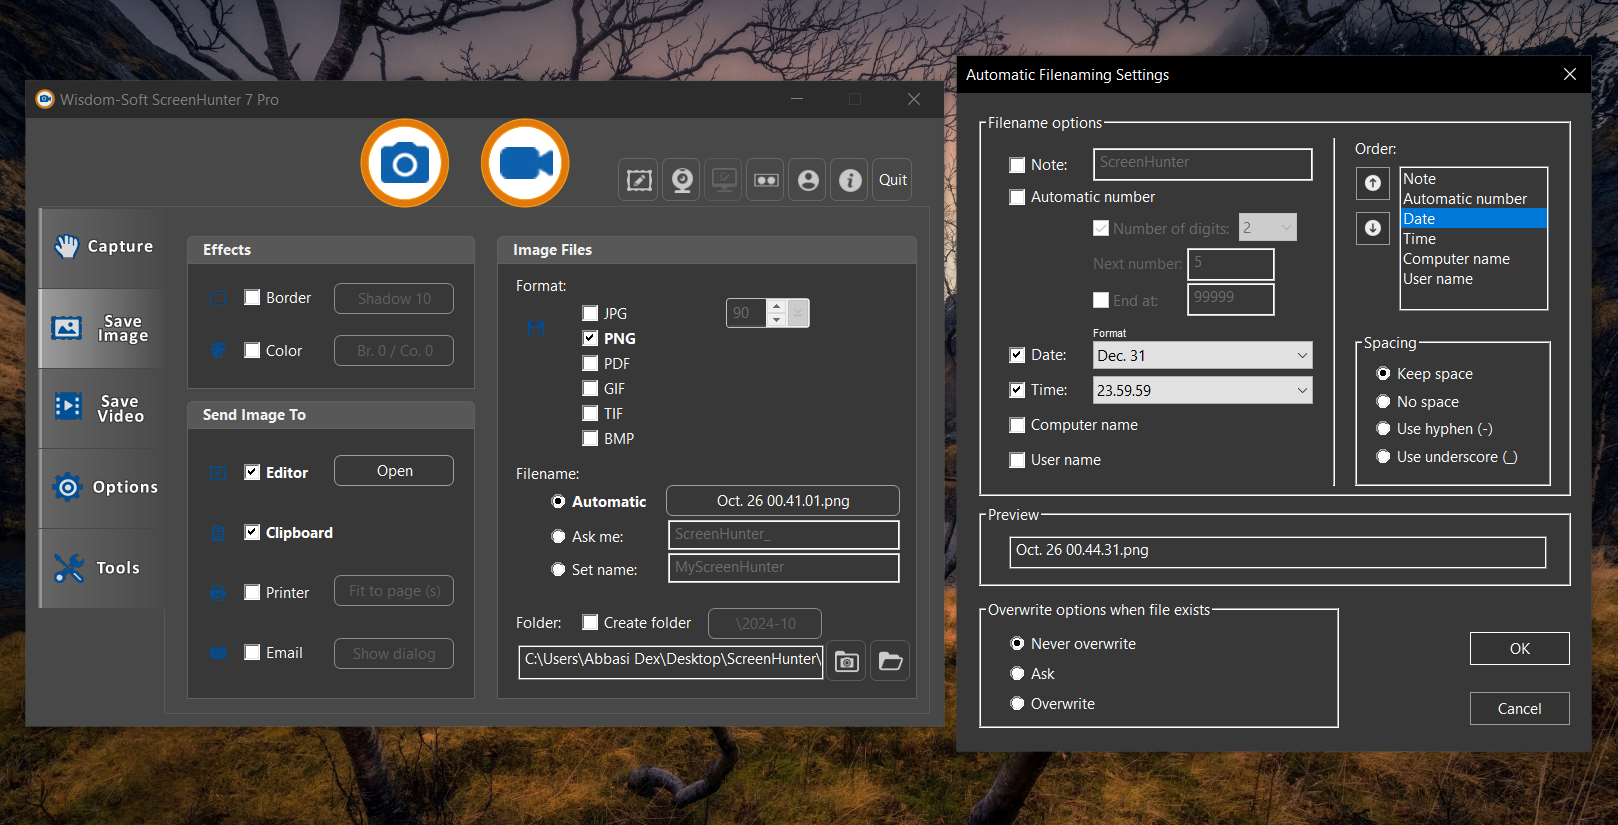 Wisdom-Soft ScreenHunter 7 Pro
Quit
Capture
Save
Image
Save
Video
Options
Tools
Effects
Border
Shadow 10
Color
Br. 0 / Co. 0
Send Image To
Editor
Open
Clipboard
Printer
Fit to page (s)
Email
Show dialog
Image Files
Format:
JPG
90
PNG
PDF
GIF
TIF
BMP
Filename:
Automatic
Oct. 26 00.41.01.png
Ask me:
ScreenHunter_
Set name:
MyScreenHunter
Folder:
Create folder
\2024-10
C:\Users\Abbasi Dex\Desktop\ScreenHunter\
Automatic Filenaming Settings
Filename options
Note:
ScreenHunter
Automatic number
Number of digits:
2
Next number:
5
End at:
99999
Format
Date:
Dec. 31
Time:
23.59.59
Computer name
User name
Order:
Note
Automatic number
Date
Time
Computer name
User name
Spacing
Keep space
No space
Use hyphen (-)
Use underscore (_)
Preview
Oct. 26 00.44.31.png
Overwrite options when file exists
Never overwrite
Ask
Overwrite
OK
Cancel